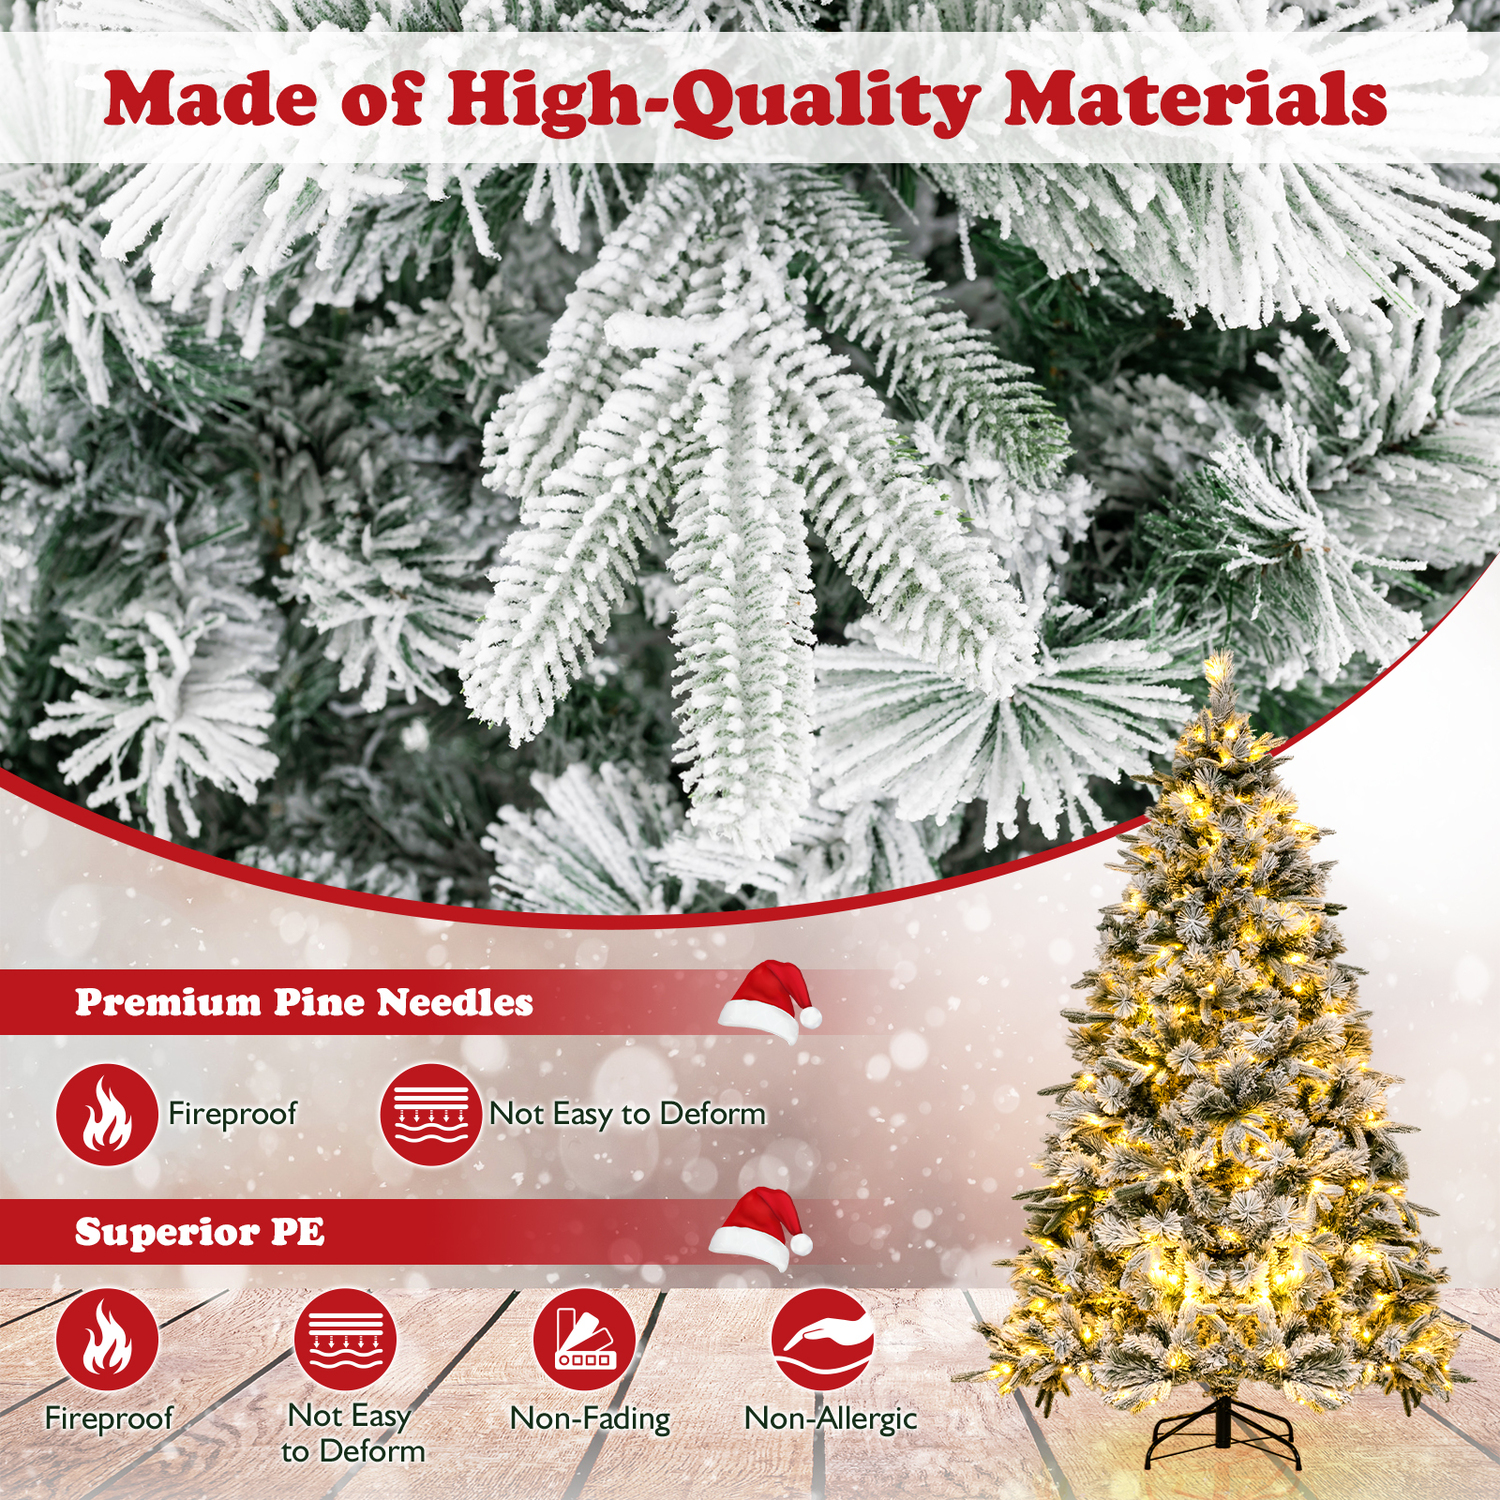 Made of High-Quality Materials
Premium Pine Needles
Fireproof
Not Easy to Deform
Superior PE
Fireproof
Not Easy
to Deform
Non-Fading
Non-Allergic